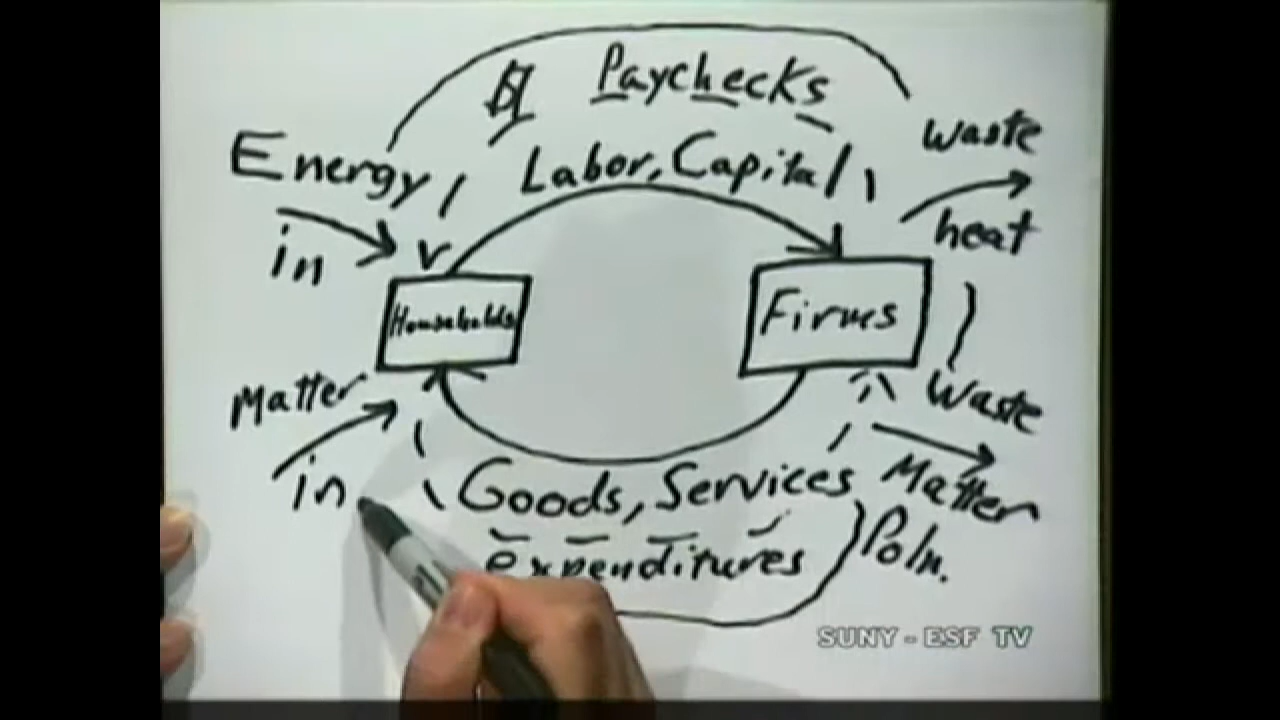 $ Paychecks
Labor, Capital
Energy
in
waste
heat
Households
Firms
Matter
in
Waste
Matter
Goods, Services
expenditures
Poln.
SUNY - ESF TV